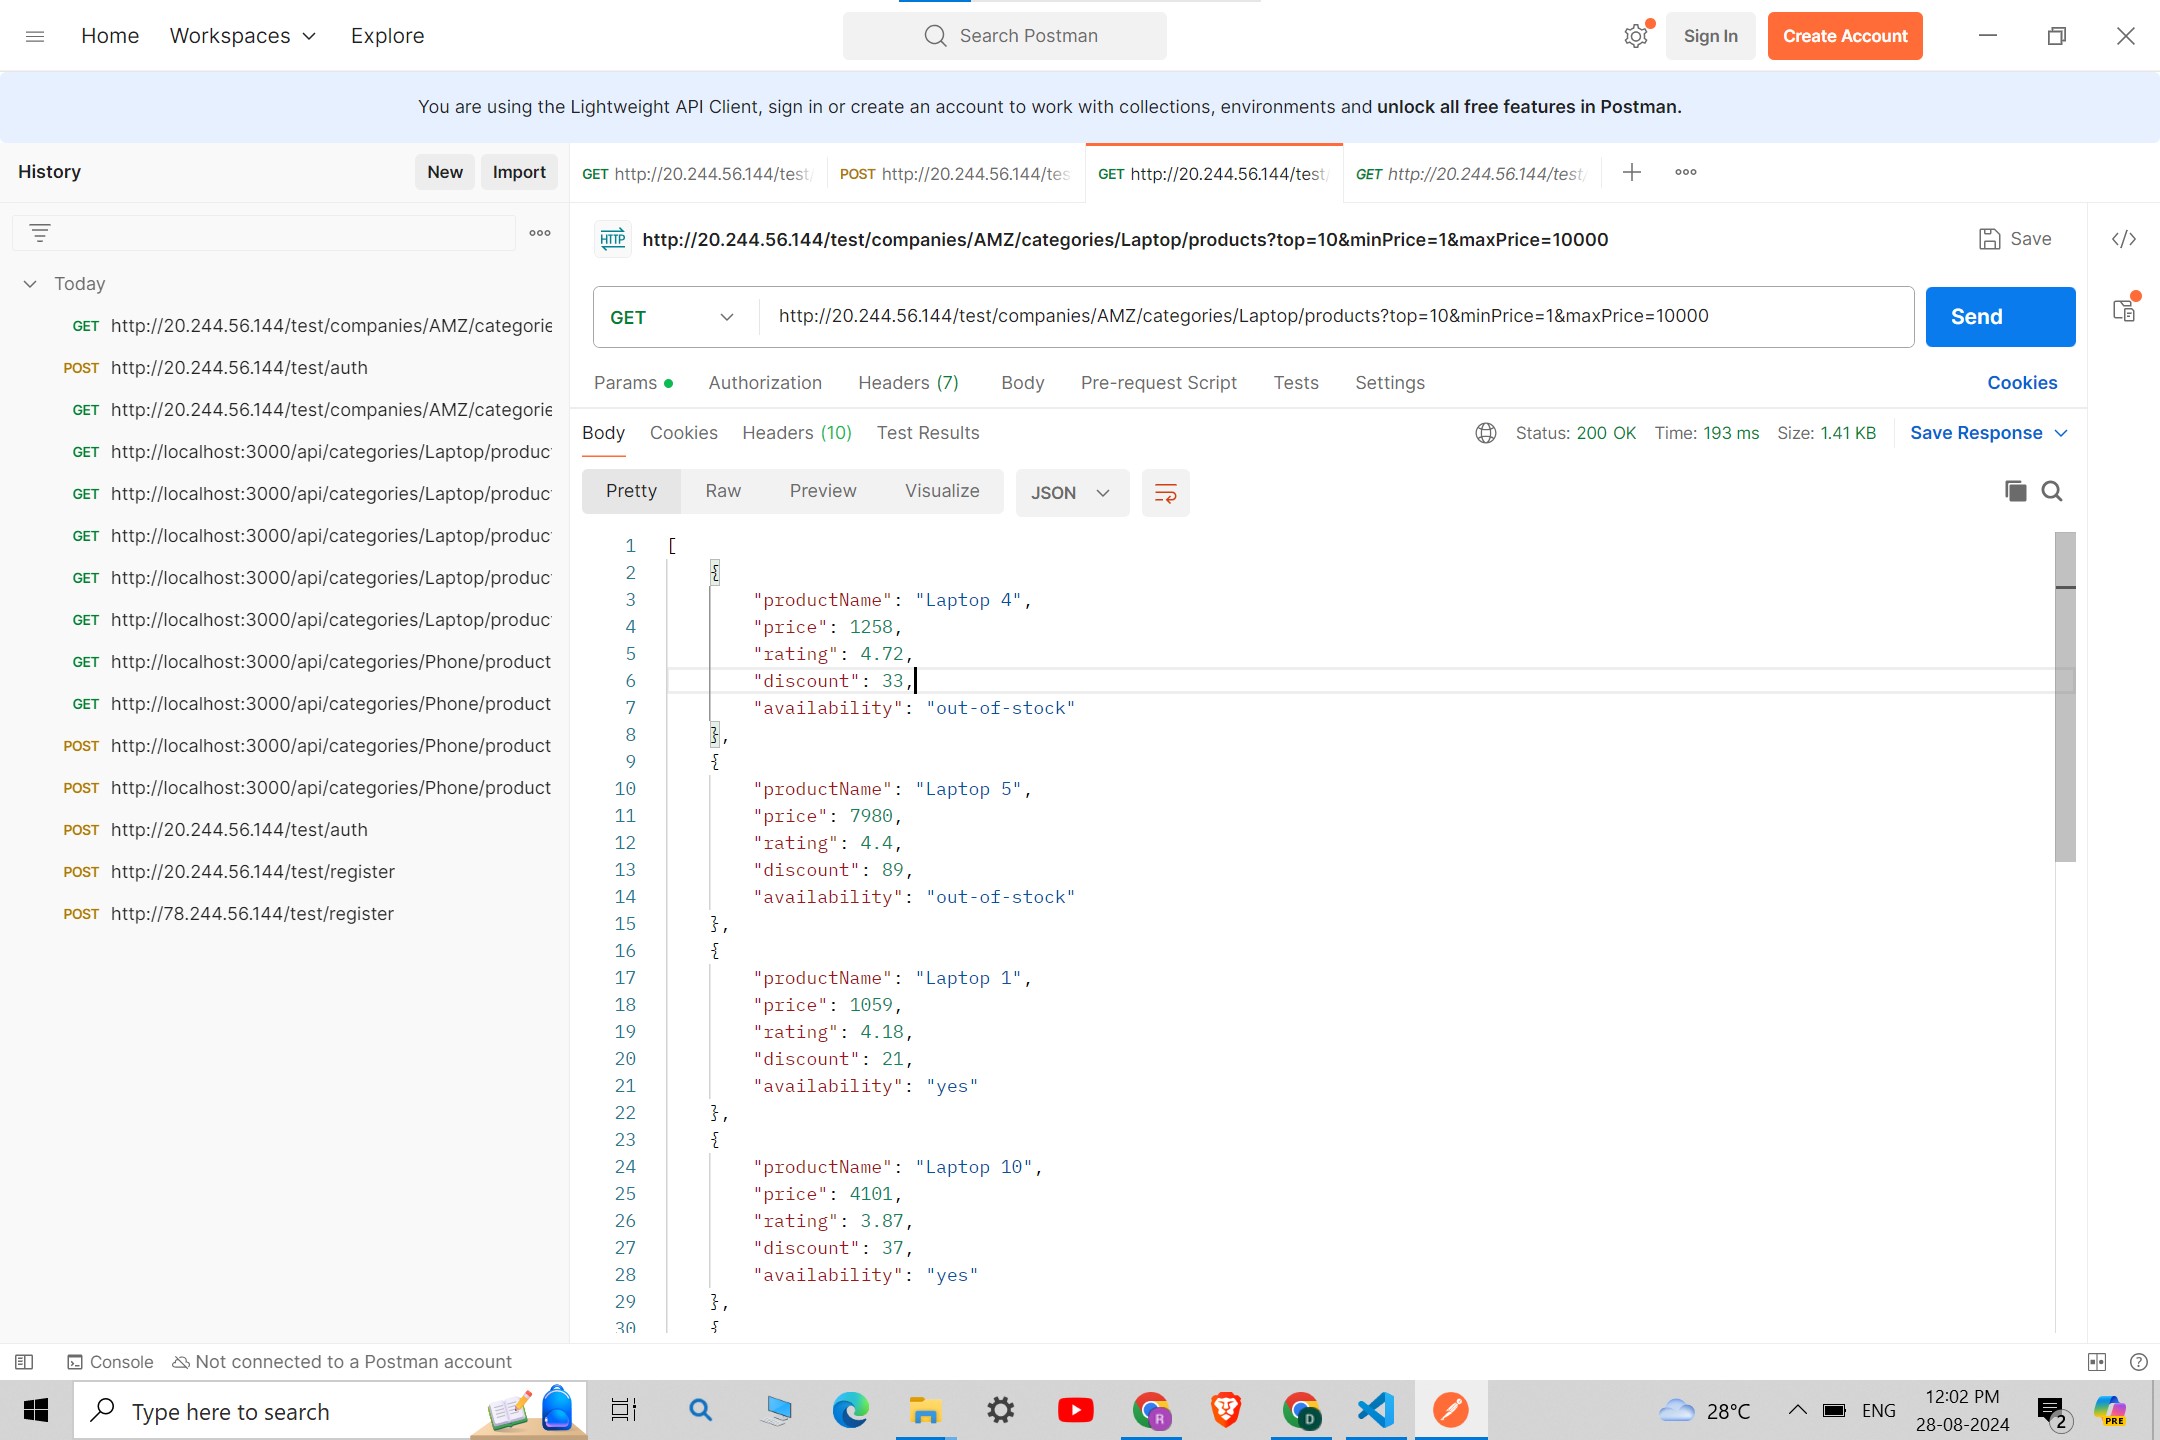 Home Workspaces Explore Search Postman Sign In Create Account
You are using the Lightweight API Client, sign in or create an account to work with collections, environments and unlock all free features in Postman.
History New Import
GET http://20.244.56.144/test/ POST http://20.244.56.144/tes GET http://20.244.56.144/test/ GET http://20.244.56.144/test/
HTTP http://20.244.56.144/test/companies/AMZ/categories/Laptop/products?top=10&minPrice=1&maxPrice=10000 Save </>
GET http://20.244.56.144/test/companies/AMZ/categories/Laptop/products?top=10&minPrice=1&maxPrice=10000 Send
Params Authorization Headers (7) Body Pre-request Script Tests Settings Cookies
Body Cookies Headers (10) Test Results Status: 200 OK Time: 193 ms Size: 1.41 KB Save Response
Pretty Raw Preview Visualize JSON
Today
GET http://20.244.56.144/test/companies/AMZ/categorie
POST http://20.244.56.144/test/auth
GET http://20.244.56.144/test/companies/AMZ/categorie
GET http://localhost:3000/api/categories/Laptop/produc
GET http://localhost:3000/api/categories/Laptop/produc
GET http://localhost:3000/api/categories/Laptop/produc
GET http://localhost:3000/api/categories/Laptop/produc
GET http://localhost:3000/api/categories/Laptop/produc
GET http://localhost:3000/api/categories/Phone/product
GET http://localhost:3000/api/categories/Phone/product
POST http://localhost:3000/api/categories/Phone/product
POST http://localhost:3000/api/categories/Phone/product
POST http://20.244.56.144/test/auth
POST http://20.244.56.144/test/register
POST http://78.244.56.144/test/register
1 [
2 {
3 "productName": "Laptop 4",
4 "price": 1258,
5 "rating": 4.72,
6 "discount": 33,
7 "availability": "out-of-stock"
8 },
9 {
10 "productName": "Laptop 5",
11 "price": 7980,
12 "rating": 4.4,
13 "discount": 89,
14 "availability": "out-of-stock"
15 },
16 {
17 "productName": "Laptop 1",
18 "price": 1059,
19 "rating": 4.18,
20 "discount": 21,
21 "availability": "yes"
22 },
23 {
24 "productName": "Laptop 10",
25 "price": 4101,
26 "rating": 3.87,
27 "discount": 37,
28 "availability": "yes"
29 },
30 {
Console Not connected to a Postman account
Type here to search R D 28°C ENG 12:02 PM 2 PRE
28-08-2024